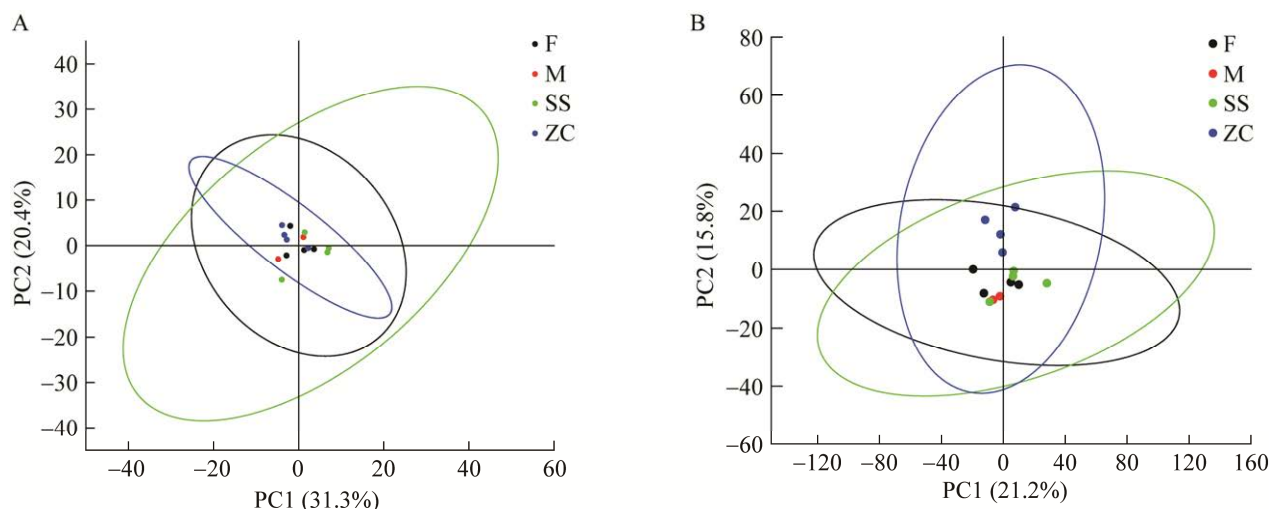 A
F
M
SS
ZC
40
30
20
10
0
–10
–20
–30
–40
PC2 (20.4%)
–40 –20 0 20 40 60
PC1 (31.3%)
B
F
M
SS
ZC
80
60
40
20
0
–20
–40
–60
PC2 (15.8%)
–120 –80 –40 0 40 80 120 160
PC1 (21.2%)